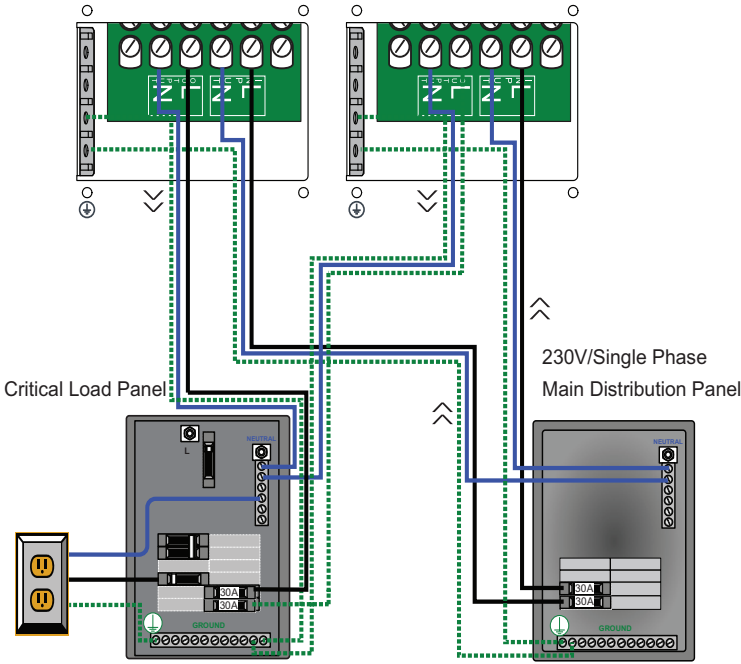 L
N
L
N
L
N
L
N
230V/Single Phase
Critical Load Panel
Main Distribution Panel
NEUTRAL
L
NEUTRAL
30A
30A
30A
30A
GROUND
GROUND